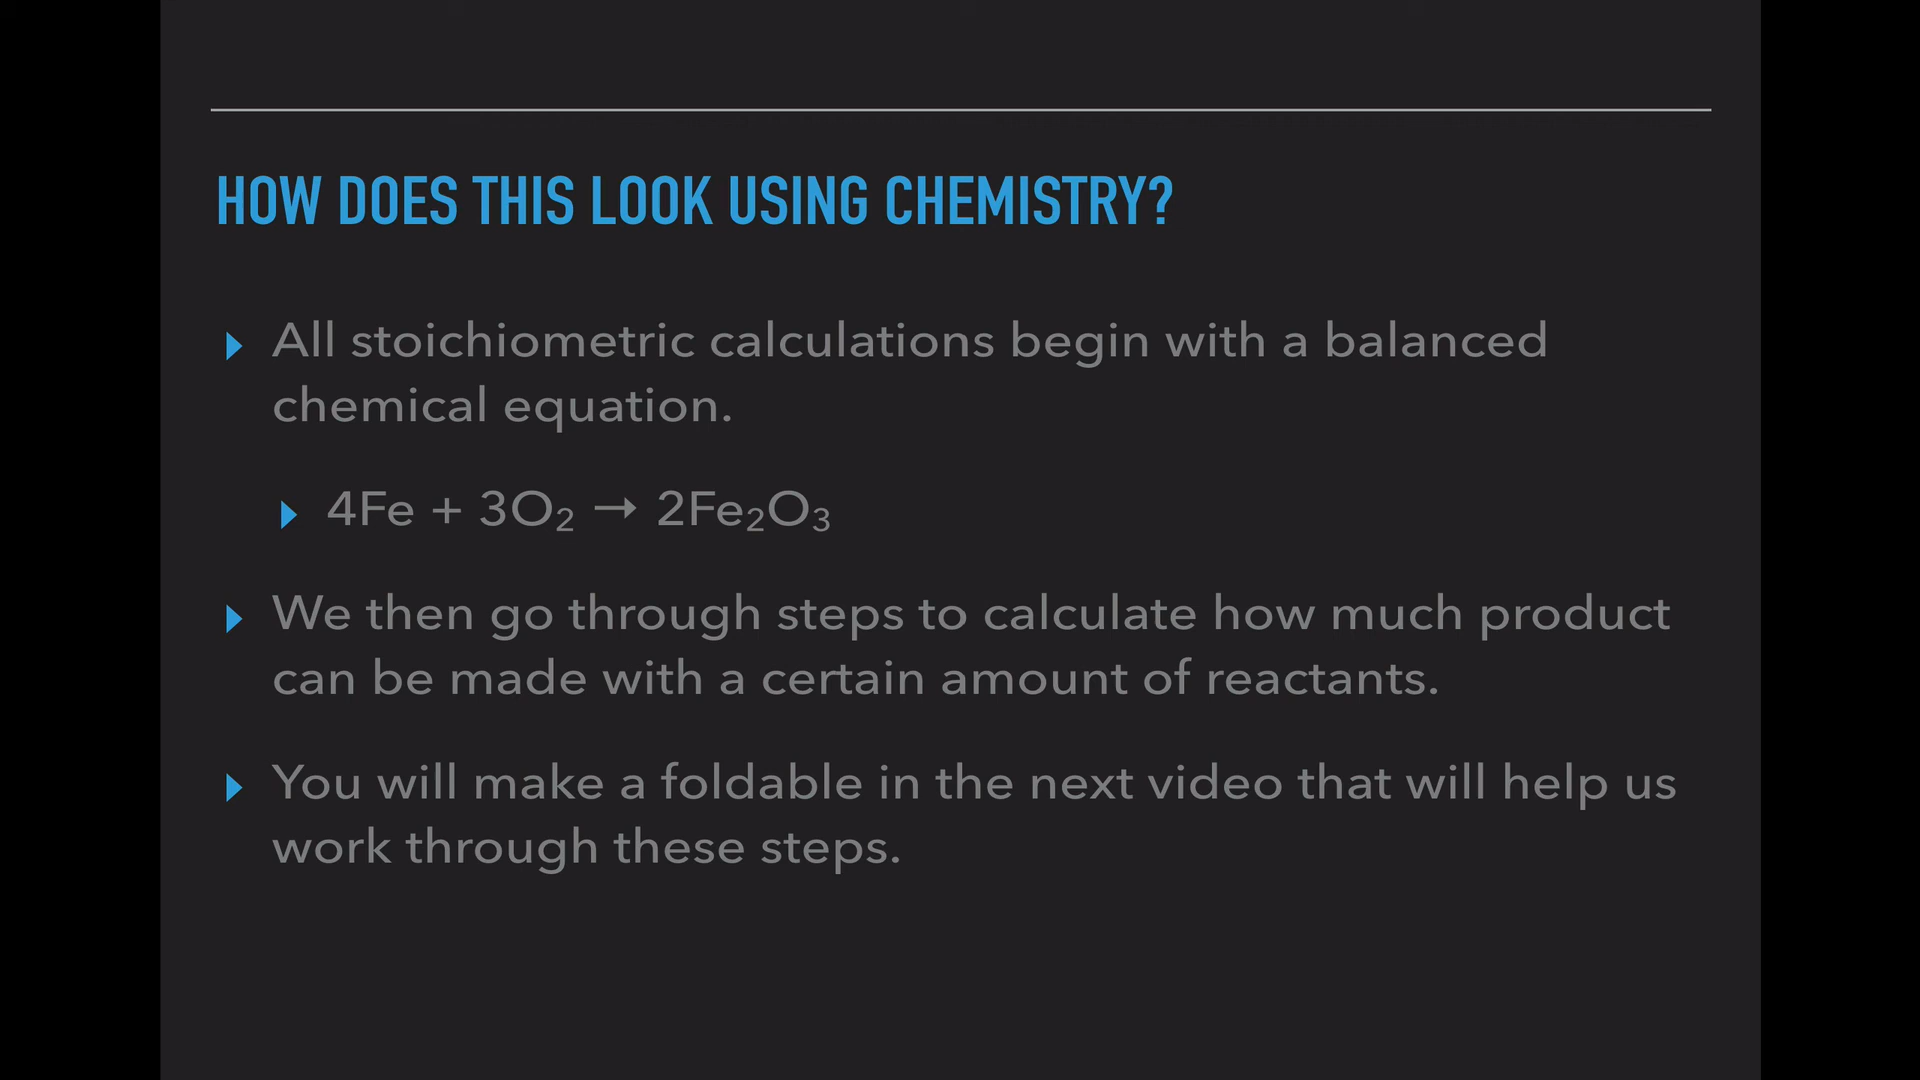 HOW DOES THIS LOOK USING CHEMISTRY?
All stoichiometric calculations begin with a balanced
chemical equation.
4Fe + 3O₂ → 2Fe₂O₃
We then go through steps to calculate how much product
can be made with a certain amount of reactants.
You will make a foldable in the next video that will help us
work through these steps.